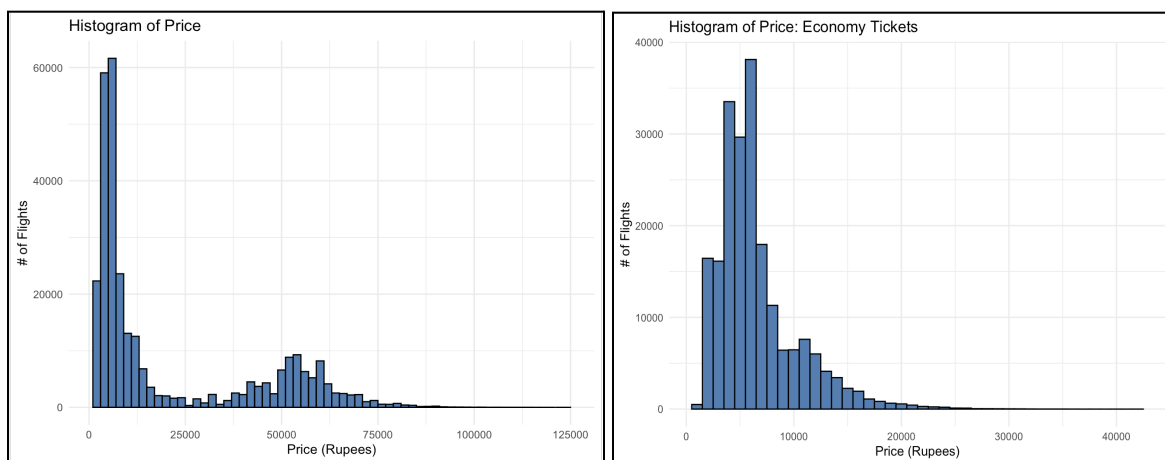 Histogram of Price
60000
40000
20000
0
# of Flights
0 25000 50000 75000 100000 125000
Price (Rupees)
Histogram of Price: Economy Tickets
40000
30000
20000
10000
0
# of Flights
0 10000 20000 30000 40000
Price (Rupees)